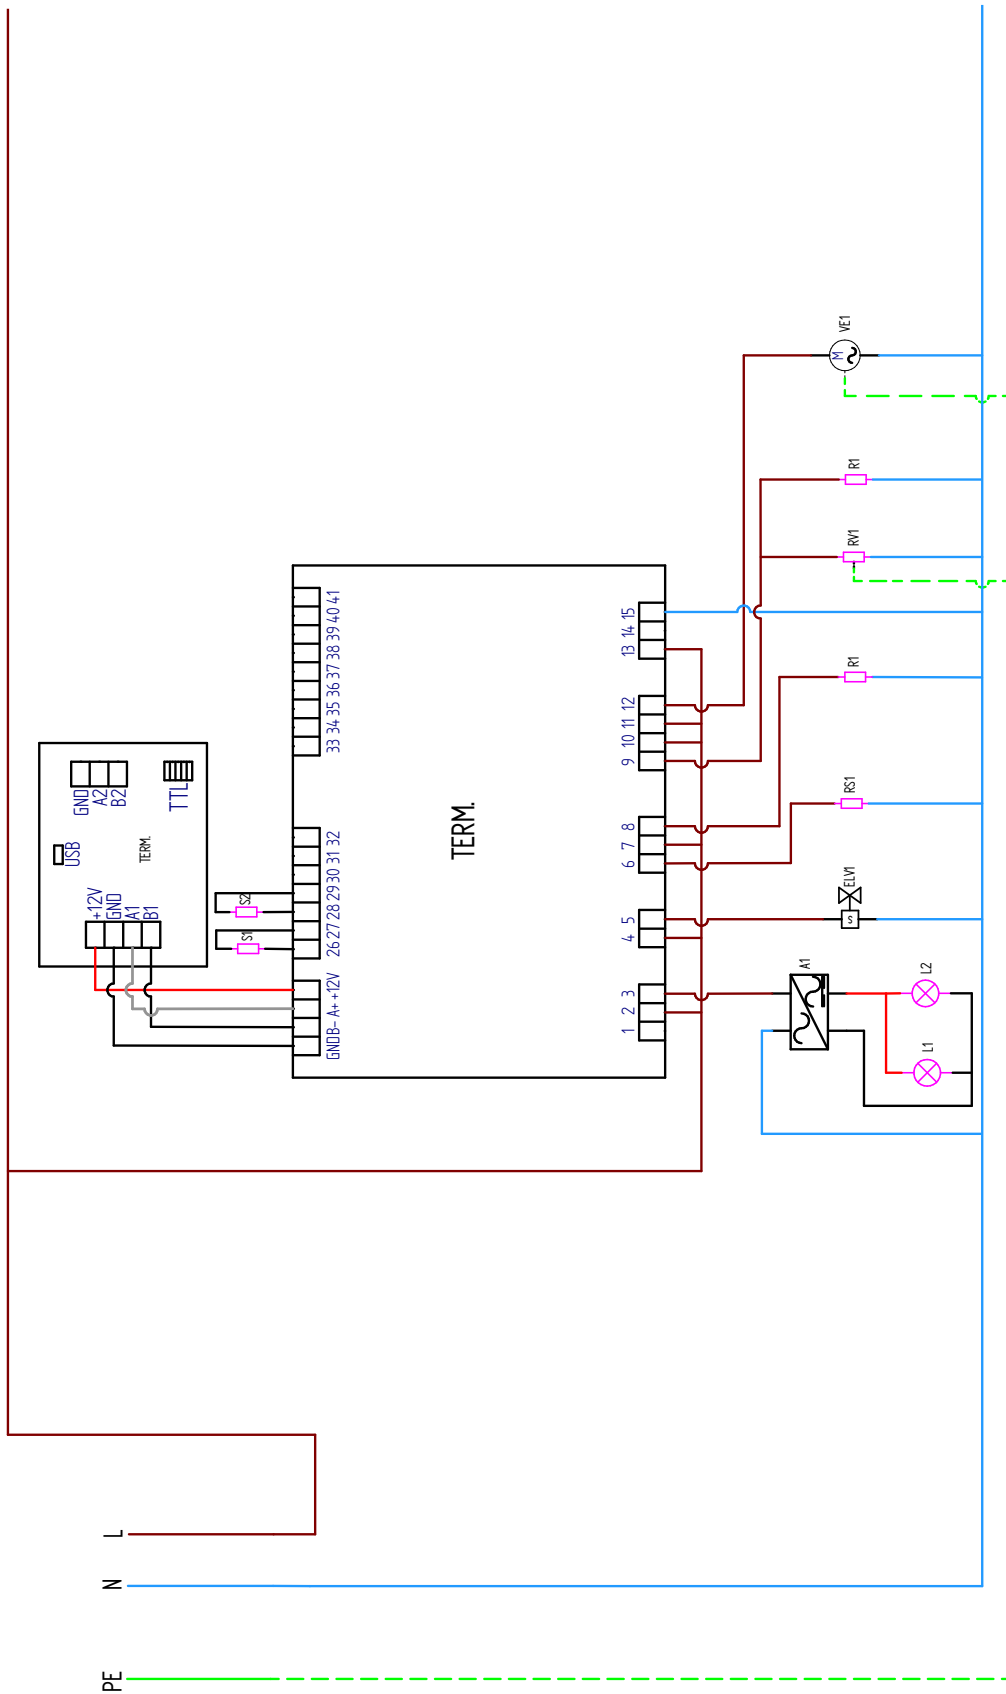 PE
N
L
GND B- A+ +12V
26 27 28 29 30 31 32
33 34 35 36 37 38 39 40 41
+12V
GND
A1
B1
USB
TERM.
GND
A2
B2
TTL
S1
S2
TERM.
1 2 3
4 5
6 7 8
9 10 11 12
13 14 15
A1
L1
L2
S
ELV1
RS1
R1
RV1
R1
M
VE1